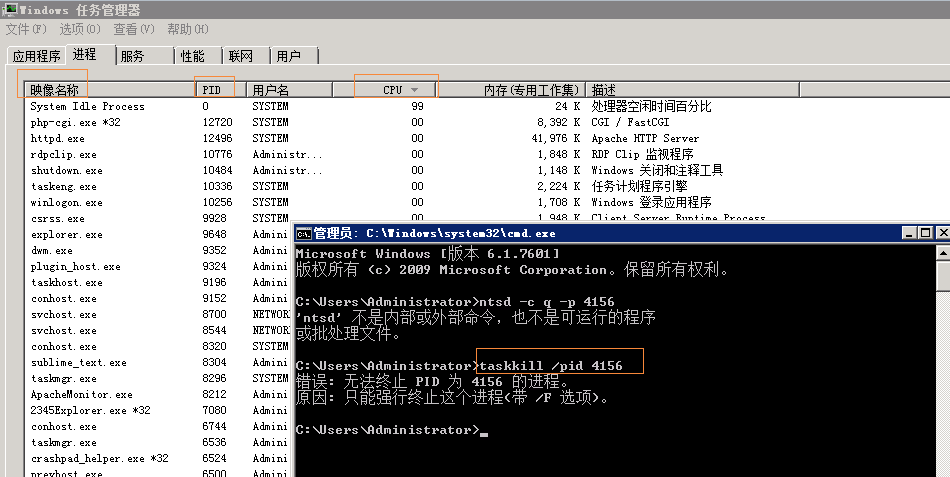 Windows 任务管理器
文件(F) 选项(O) 查看(V) 帮助(H)
应用程序 进程 服务 性能 联网 用户
映像名称 PID 用户名 CPU 内存(专用工作集) 描述
System Idle Process 0 SYSTEM 99 24 K 处理器空闲时间百分比
php-cgi.exe *32 12720 SYSTEM 00 8,392 K CGI / FastCGI
httpd.exe 12496 SYSTEM 00 41,976 K Apache HTTP Server
rdpclip.exe 10776 Administr... 00 1,848 K RDP Clip 监视程序
shutdown.exe 10484 Administr... 00 1,148 K Windows 关闭和注释工具
taskeng.exe 10336 SYSTEM 00 2,224 K 任务计划程序引擎
winlogon.exe 10256 SYSTEM 00 1,708 K Windows 登录应用程序
csrss.exe 9928 SYSTEM 00 1,948 K Client Server Runtime Process
explorer.exe 9648 Admini
dwm.exe 9352 Admini
plugin_host.exe 9324 Admini
taskhost.exe 9196 Admini
conhost.exe 9152 Admini
svchost.exe 8700 NETWOR
svchost.exe 8544 NETWOR
conhost.exe 8320 SYSTEM
sublime_text.exe 8304 Admini
taskmgr.exe 8296 SYSTEM
ApacheMonitor.exe 8212 Admini
2345Explorer.exe *32 7080 Admini
conhost.exe 6744 Admini
taskmgr.exe 6536 Admini
crashpad_helper.exe *32 6524 Admini
prevhost.exe 6500 Admini
管理员: C:\Windows\system32\cmd.exe
Microsoft Windows [版本 6.1.7601]
版权所有 (c) 2009 Microsoft Corporation。保留所有权利。
C:\Users\Administrator>ntsd -c q -p 4156
'ntsd' 不是内部或外部命令，也不是可运行的程序
或批处理文件。
C:\Users\Administrator>taskkill /pid 4156
错误: 无法终止 PID 为 4156 的进程。
原因: 只能强行终止这个进程(带 /F 选项)。
C:\Users\Administrator>_